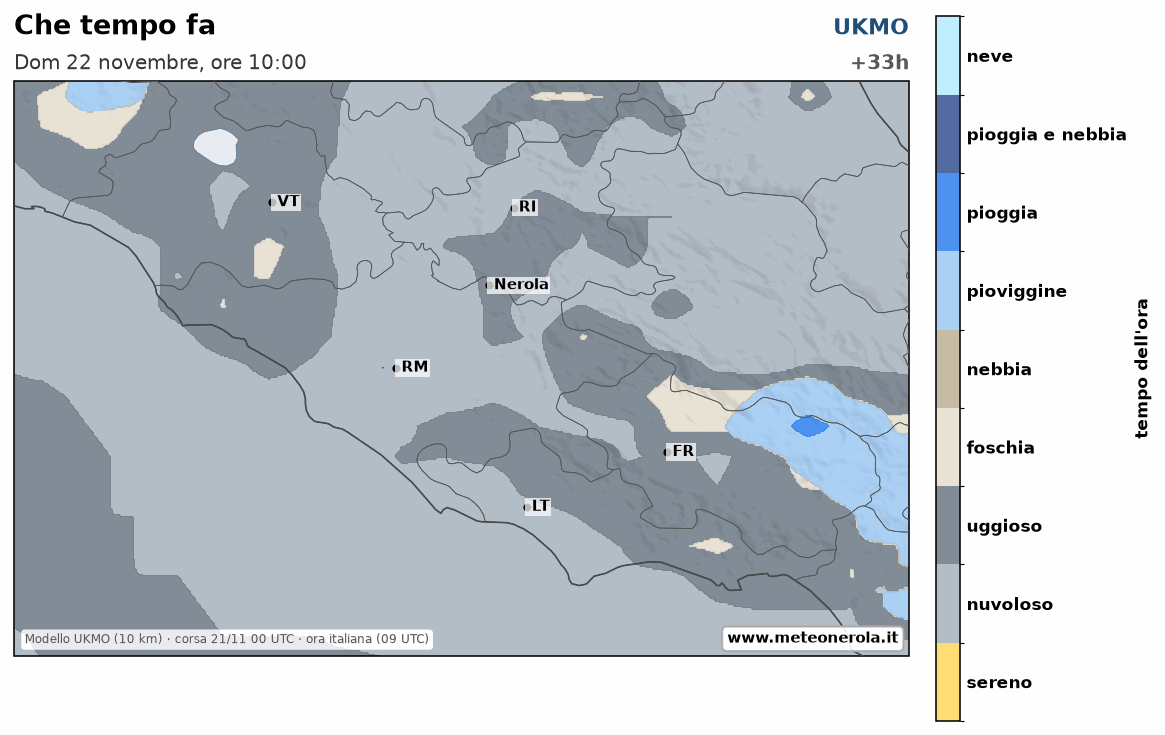 Che tempo fa
UKMO
Dom 22 novembre, ore 10:00
+33h
VT
RI
Nerola
RM
FR
LT
Modello UKMO (10 km) · corsa 21/11 00 UTC · ora italiana (09 UTC)
www.meteonerola.it
neve
pioggia e nebbia
pioggia
pioviggine
nebbia
foschia
uggioso
nuvoloso
sereno
tempo dell'ora